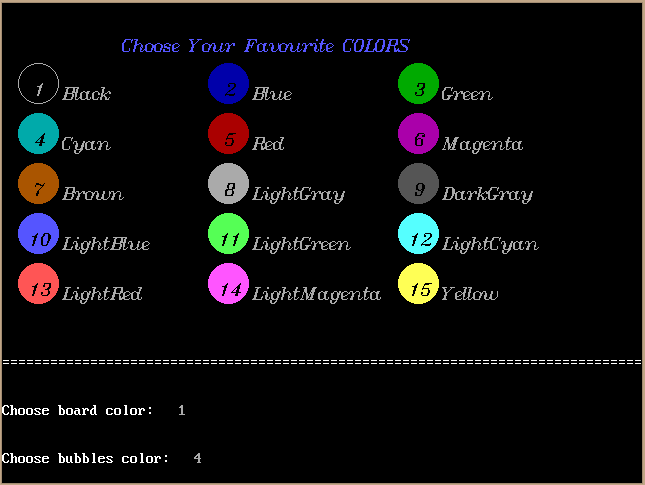 Choose Your Favourite COLORS
1 Black 2 Blue 3 Green
4 Cyan 5 Red 6 Magenta
7 Brown 8 LightGray 9 DarkGray
10 LightBlue 11 LightGreen 12 LightCyan
13 LightRed 14 LightMagenta 15 Yellow
================================================================================
Choose board color: 1
Choose bubbles color: 4